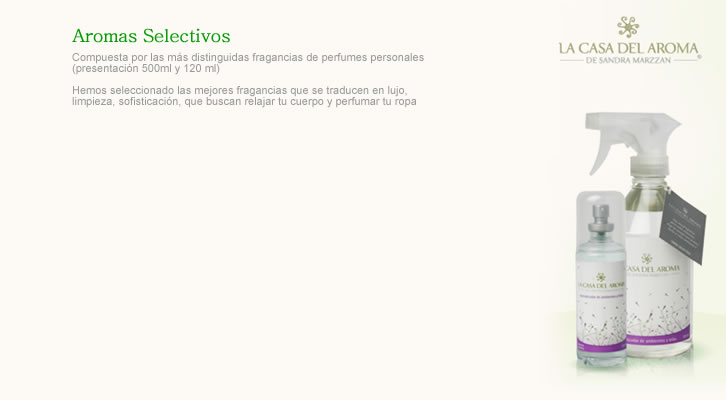 Aromas Selectivos
Compuesta por las más distinguidas fragancias de perfumes personales
(presentación 500ml y 120 ml)
Hemos seleccionado las mejores fragancias que se traducen en lujo,
limpieza, sofisticación, que buscan relajar tu cuerpo y perfumar tu ropa
LA CASA DEL AROMA
DE SANDRA MARZZAN
CASA DEL AROMA
LA CASA DEL AROMA